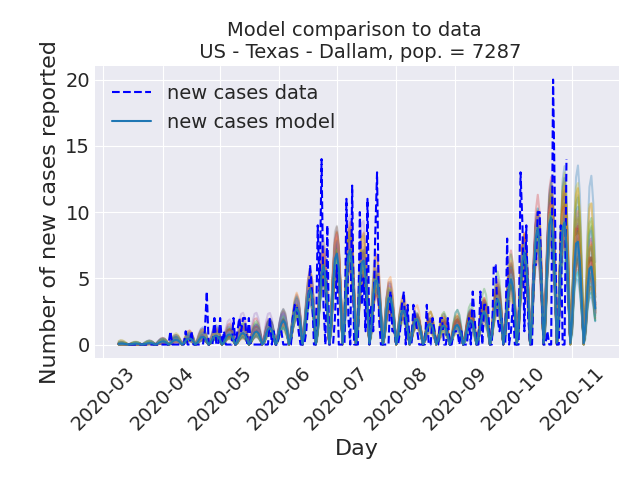 Model comparison to data
US - Texas - Dallam, pop. = 7287
Number of new cases reported
20
15
10
5
0
new cases data
new cases model
2020-03
2020-04
2020-05
2020-06
2020-07
2020-08
2020-09
2020-10
2020-11
Day